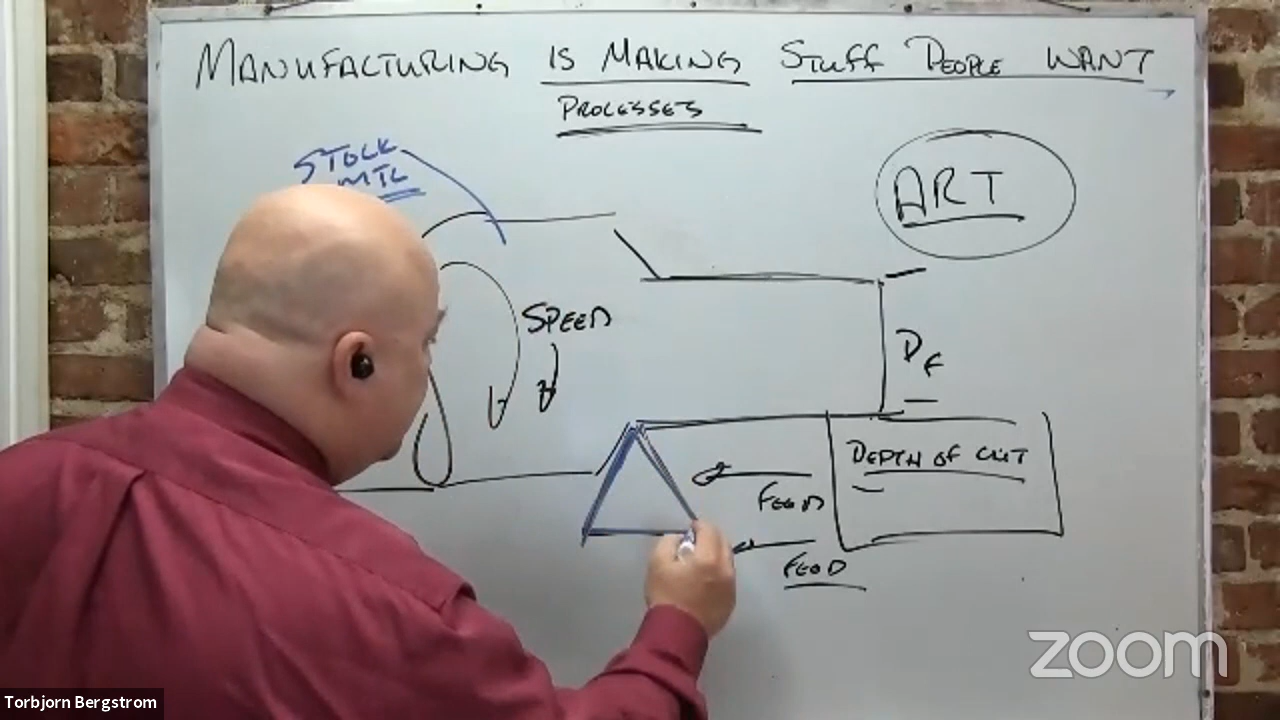 MANUFACTURING IS MAKING STUFF PEOPLE WANT
PROCESSES
STOCK
MTL
ART
SPEED
DF
DEPTH OF CUT
FEED
FEED
zoom
Torbjorn Bergstrom